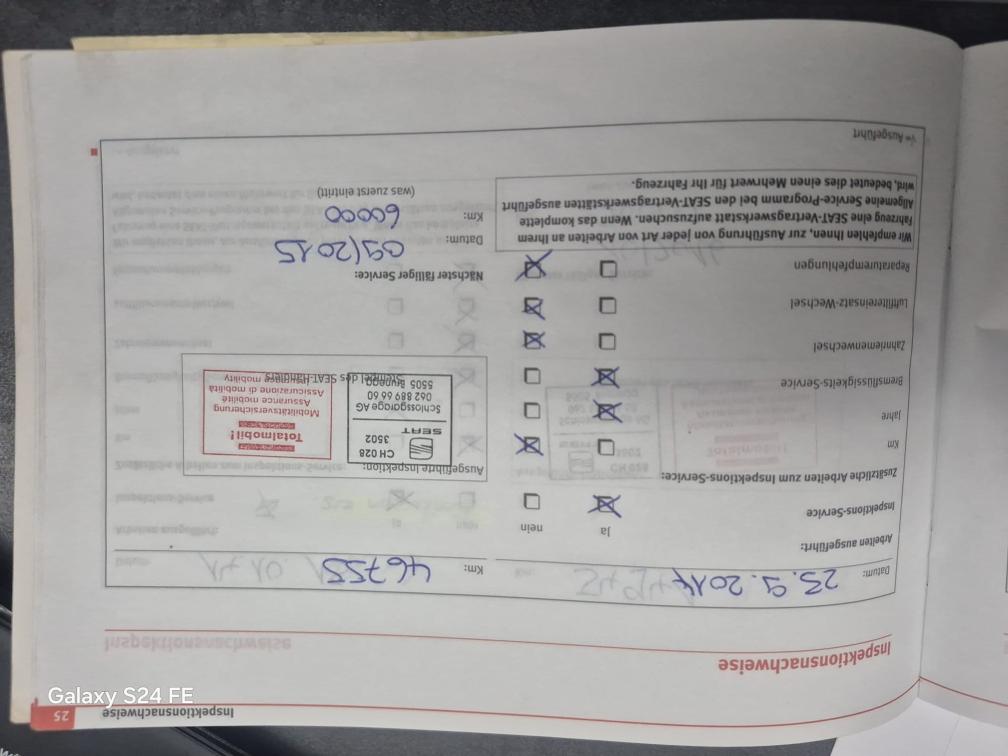 Inspektionsnachweise 25
Inspektionsnachweise
Datum: 23.9.2014 Km: 46755
Arbeiten ausgeführt:
Ja nein
Inspektions-Service
Zusätzliche Arbeiten zum Inspektions-Service:
Km
Jahre
Bremsflüssigkeits-Service
Zahnriemenwechsel
Luftfiltereinsatz-Wechsel
Reparaturempfehlungen
Wir empfehlen Ihnen, zur Ausführung von jeder Art von Arbeiten an Ihrem
Fahrzeug eine SEAT-Vertragswerkstatt aufzusuchen. Wenn das komplette
Allgemeine Service-Programm bei den SEAT-Vertragswerkstätten ausgeführt
wird, bedeutet dies einen Mehrwert für Ihr Fahrzeug.
Ausgeführte Inspektion:
CH 028
3502
SEAT
Schlossgarage AG
062 889 66 60
5505 Brunegg
Totalmobil!
Mobilitätsversicherung
Assurance mobilité
Assicurazione di mobilità
Insurance mobility
Stempel des SEAT-Händlers
Nächster fälliger Service:
Datum: 09/2015
Km: 60000
(was zuerst eintritt)
√= Ausgeführt
Galaxy S24 FE